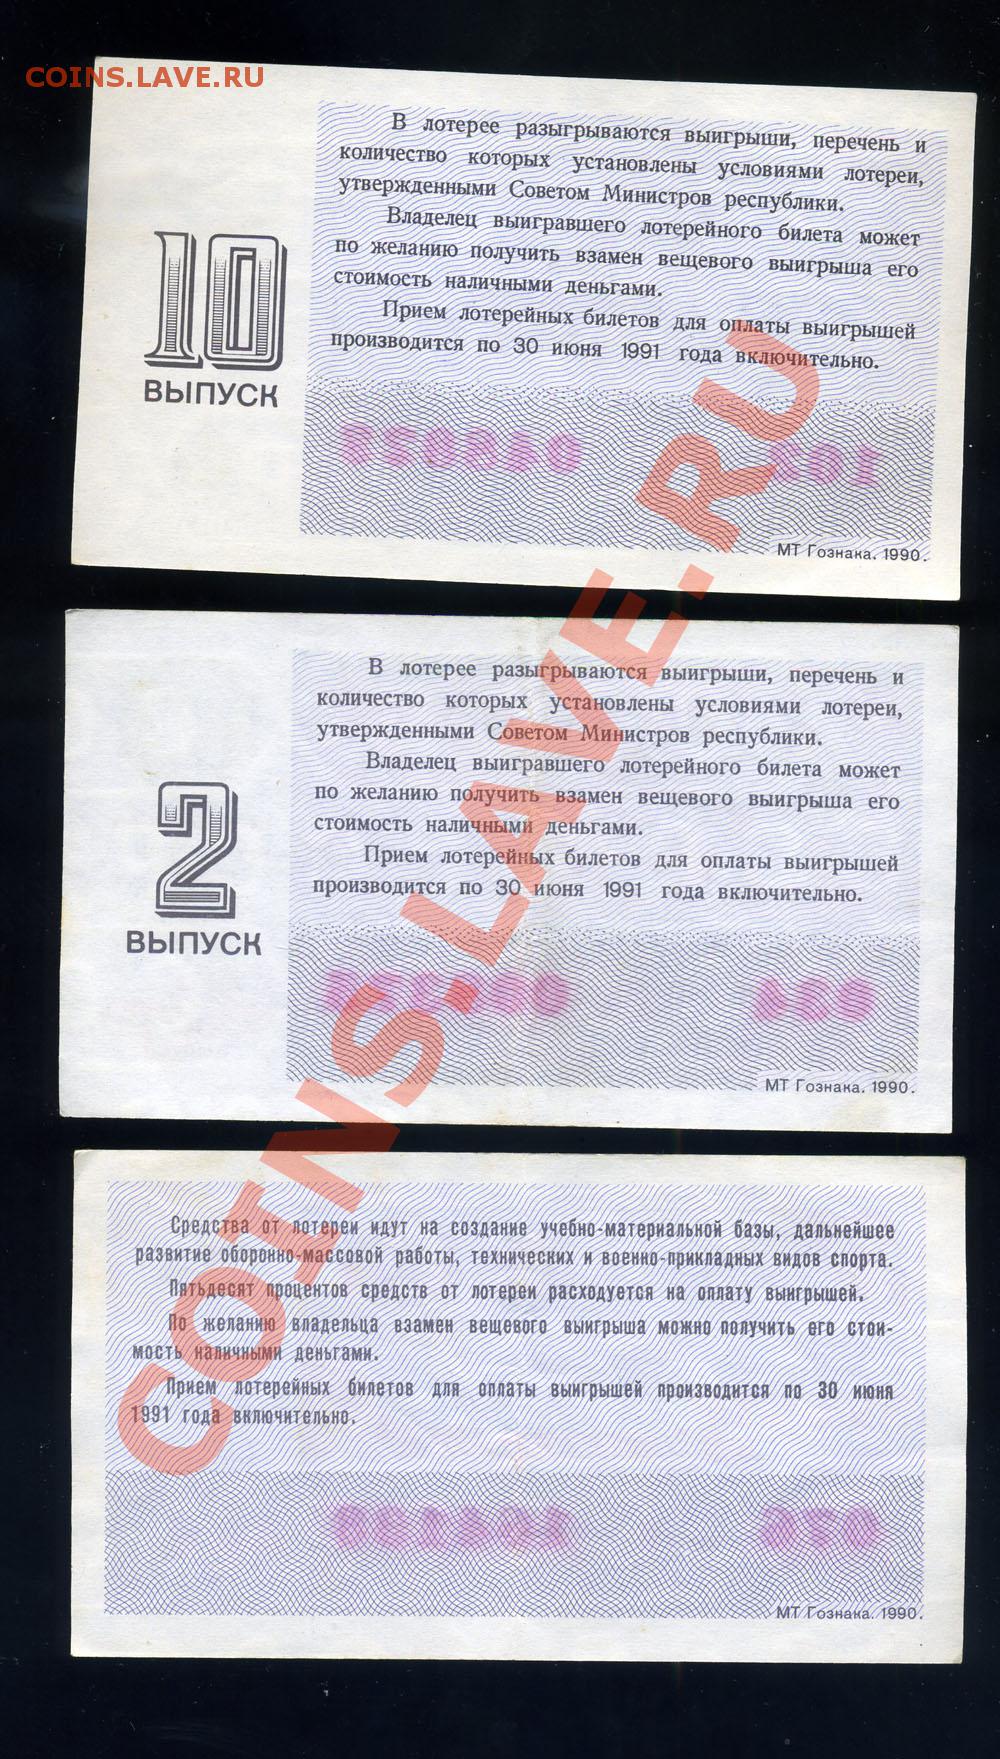 COINS.LAVE.RU
В лотерее разыгрываются выигрыши, перечень и
количество которых установлены условиями лотереи,
утвержденными Советом Министров республики.
Владелец выигравшего лотерейного билета может
по желанию получить взамен вещевого выигрыша его
стоимость наличными деньгами.
Прием лотерейных билетов для оплаты выигрышей
производится по 30 июня 1991 года включительно.
10
ВЫПУСК
МТ Гознака. 1990.
В лотерее разыгрываются выигрыши, перечень и
количество которых установлены условиями лотереи,
утвержденными Советом Министров республики.
Владелец выигравшего лотерейного билета может
по желанию получить взамен вещевого выигрыша его
стоимость наличными деньгами.
Прием лотерейных билетов для оплаты выигрышей
производится по 30 июня 1991 года включительно.
2
ВЫПУСК
МТ Гознака. 1990.
Средства от лотереи идут на создание учебно-материальной базы, дальнейшее
развитие оборонно-массовой работы, технических и военно-прикладных видов спорта.
Пятьдесят процентов средств от лотереи расходуется на оплату выигрышей.
По желанию владельца взамен вещевого выигрыша можно получить его стои-
мость наличными деньгами.
Прием лотерейных билетов для оплаты выигрышей производится по 30 июня
1991 года включительно.
МТ Гознака. 1990.
COINS.LAVE.RU